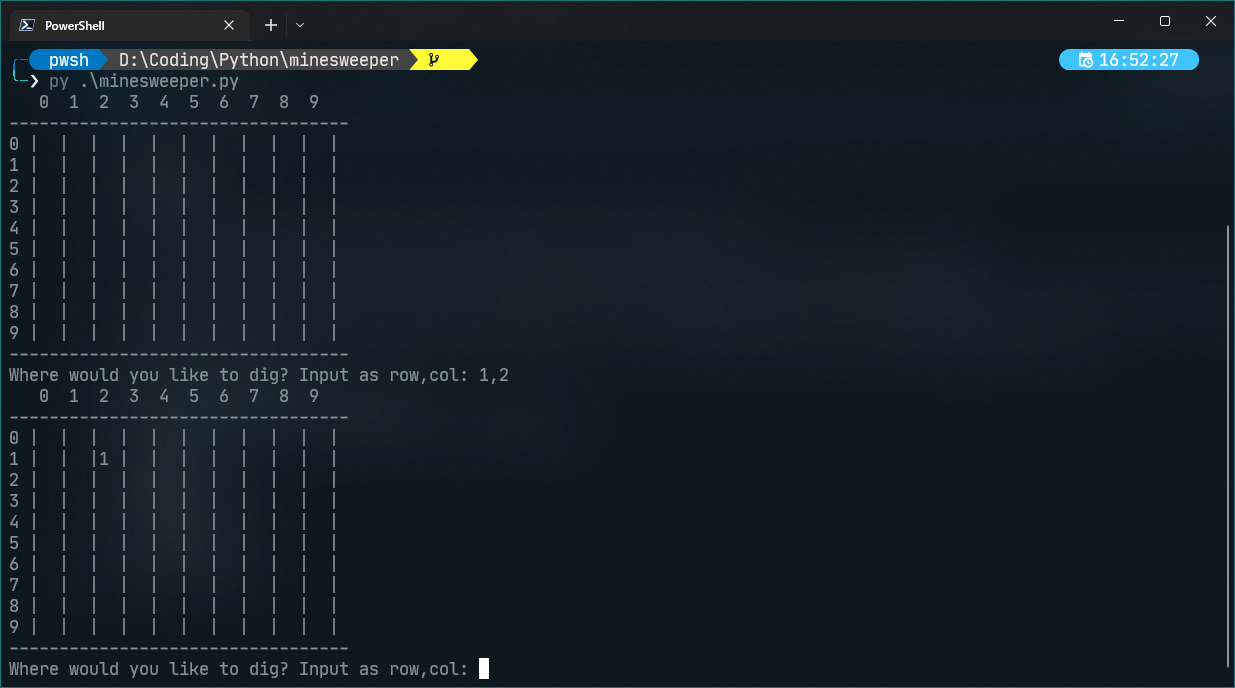 PowerShell
pwsh D:\Coding\Python\minesweeper 16:52:27
❯ py .\minesweeper.py
   0  1  2  3  4  5  6  7  8  9
----------------------------------
0 |  |  |  |  |  |  |  |  |  |  |
1 |  |  |  |  |  |  |  |  |  |  |
2 |  |  |  |  |  |  |  |  |  |  |
3 |  |  |  |  |  |  |  |  |  |  |
4 |  |  |  |  |  |  |  |  |  |  |
5 |  |  |  |  |  |  |  |  |  |  |
6 |  |  |  |  |  |  |  |  |  |  |
7 |  |  |  |  |  |  |  |  |  |  |
8 |  |  |  |  |  |  |  |  |  |  |
9 |  |  |  |  |  |  |  |  |  |  |
----------------------------------
Where would you like to dig? Input as row,col: 1,2
   0  1  2  3  4  5  6  7  8  9
----------------------------------
0 |  |  |  |  |  |  |  |  |  |  |
1 |  |  |1 |  |  |  |  |  |  |  |
2 |  |  |  |  |  |  |  |  |  |  |
3 |  |  |  |  |  |  |  |  |  |  |
4 |  |  |  |  |  |  |  |  |  |  |
5 |  |  |  |  |  |  |  |  |  |  |
6 |  |  |  |  |  |  |  |  |  |  |
7 |  |  |  |  |  |  |  |  |  |  |
8 |  |  |  |  |  |  |  |  |  |  |
9 |  |  |  |  |  |  |  |  |  |  |
----------------------------------
Where would you like to dig? Input as row,col: